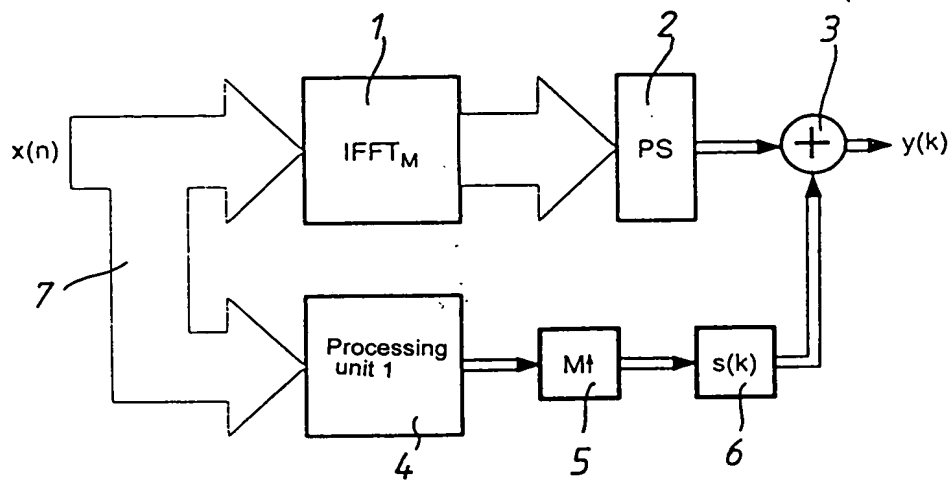 1
2
3
x(n)
IFFT_M
PS
+
y(k)
7
Processing
unit 1
M↑
s(k)
4
5
6